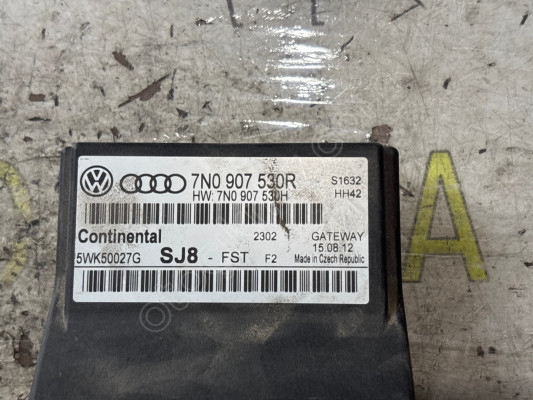 7N0 907 530R
S1632
HW: 7N0 907 530H
HH42
Continental
2302
GATEWAY
15.08.12
5WK50027G
SJ8 - FST
F2
Made in Czech Republic
A